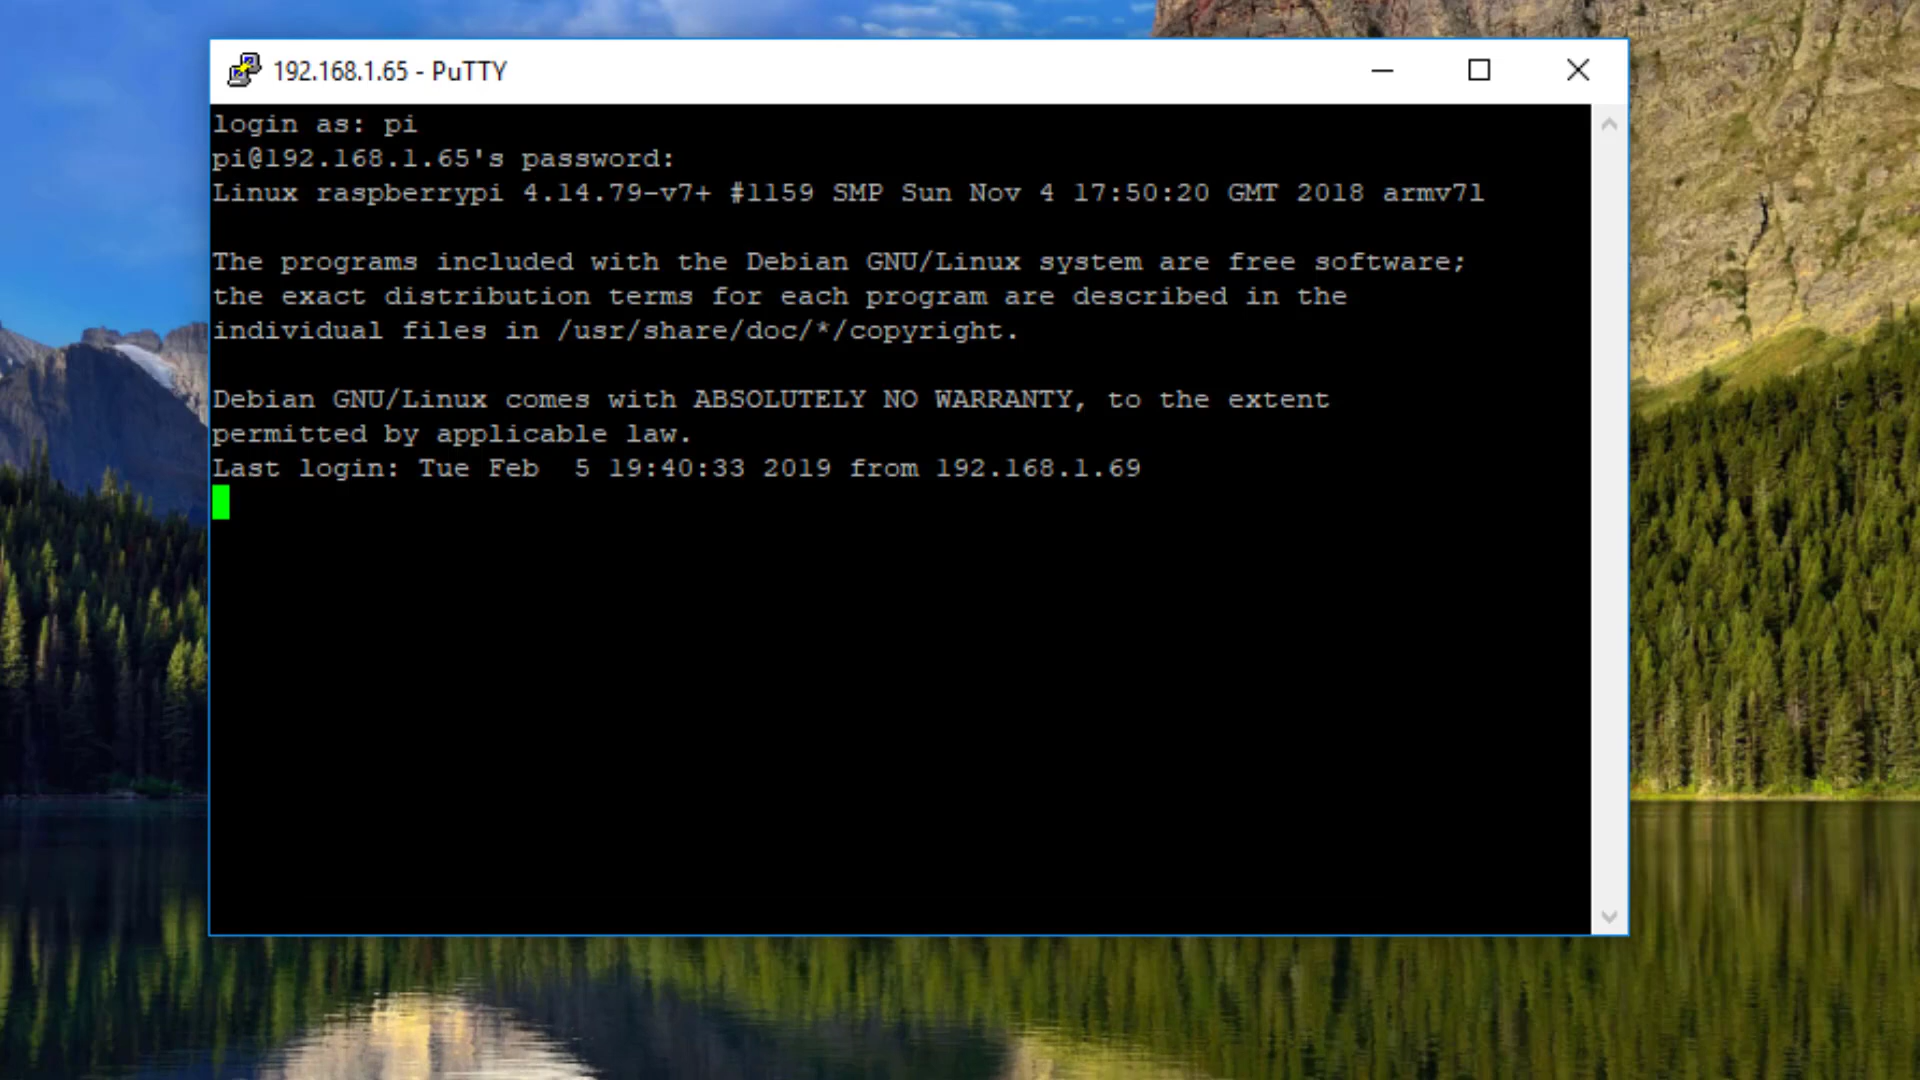 192.168.1.65 - PuTTY
login as: pi
pi@192.168.1.65's password:
Linux raspberrypi 4.14.79-v7+ #1159 SMP Sun Nov 4 17:50:20 GMT 2018 armv7l
The programs included with the Debian GNU/Linux system are free software;
the exact distribution terms for each program are described in the
individual files in /usr/share/doc/*/copyright.
Debian GNU/Linux comes with ABSOLUTELY NO WARRANTY, to the extent
permitted by applicable law.
Last login: Tue Feb  5 19:40:33 2019 from 192.168.1.69